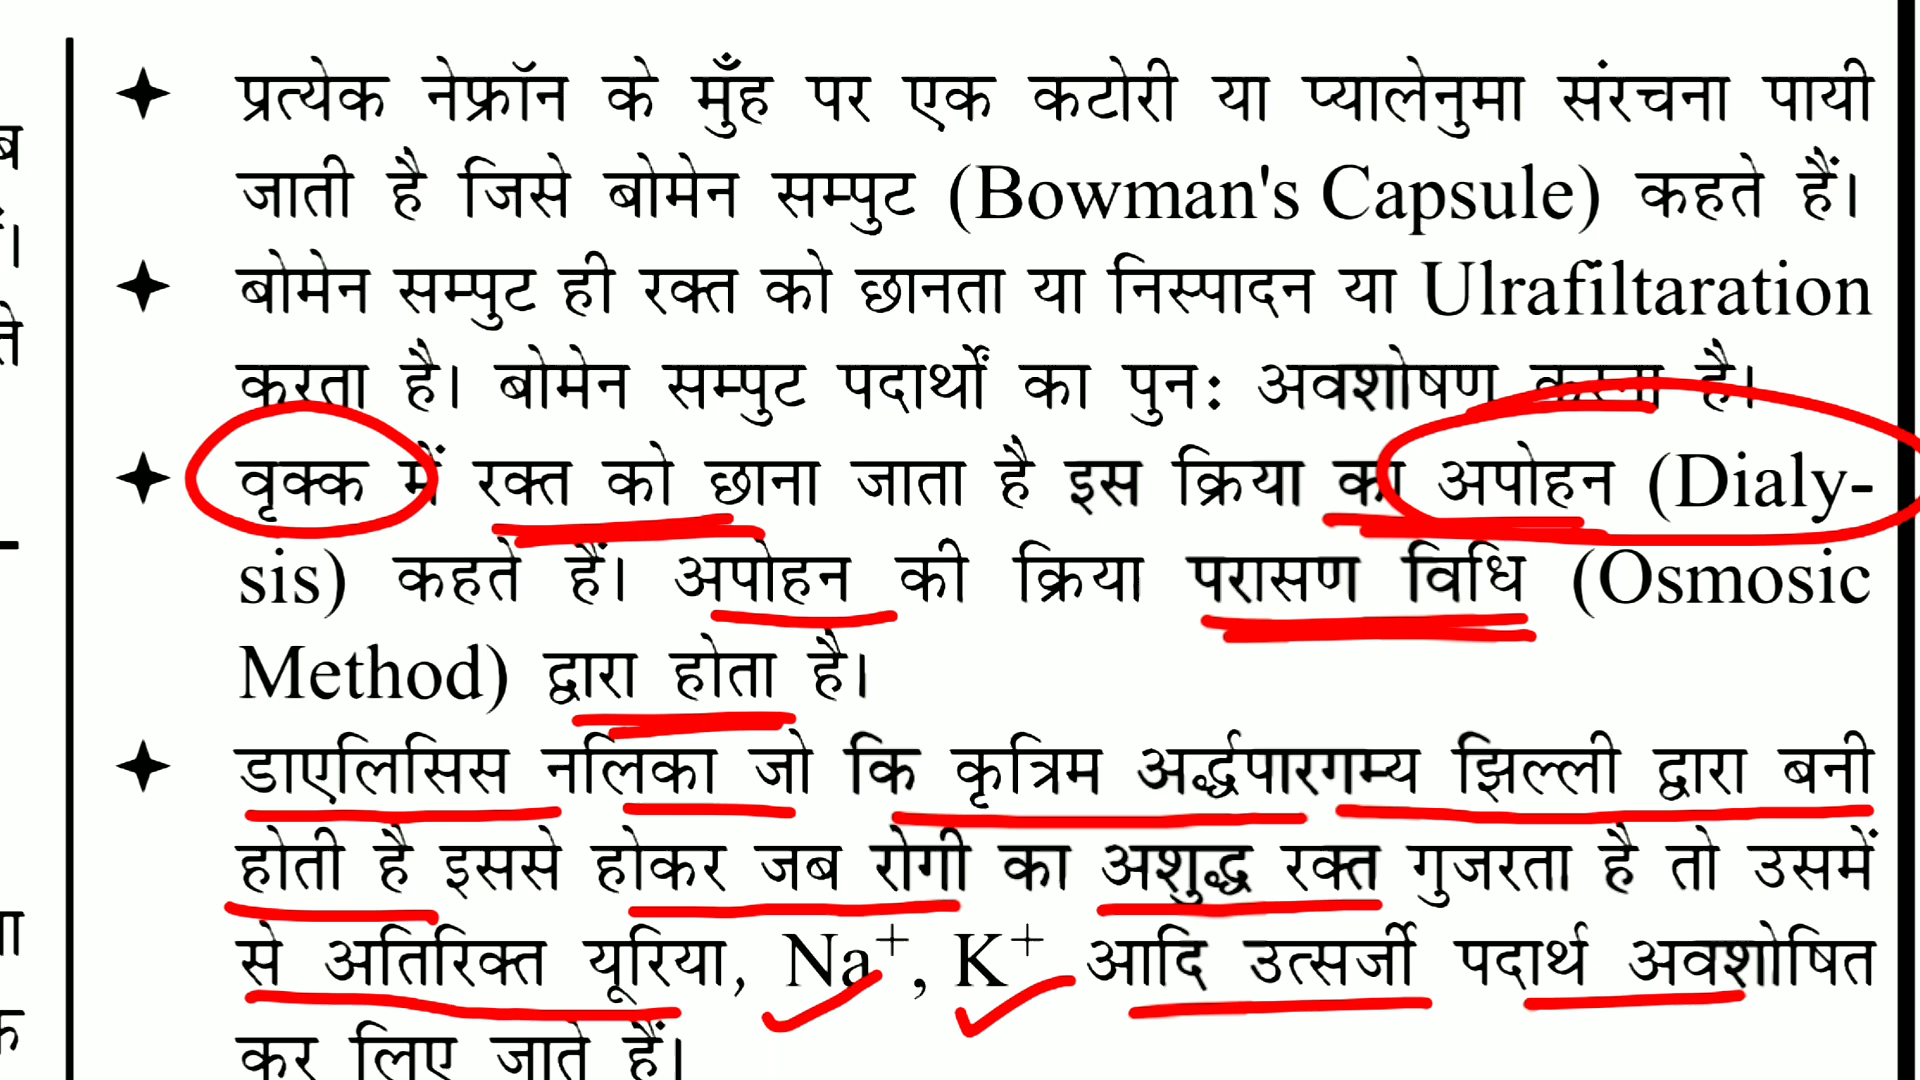 ✦ प्रत्येक नेफ्रॉन के मुँह पर एक कटोरी या प्यालेनुमा संरचना पायी
जाती है जिसे बोमेन सम्पुट (Bowman's Capsule) कहते हैं।
✦ बोमेन सम्पुट ही रक्त को छानता या निस्पादन या Ulrafiltaration
करता है। बोमेन सम्पुट पदार्थों का पुनः अवशोषण करता है।
✦ वृक्क में रक्त को छाना जाता है इस क्रिया का अपोहन (Dialy-
sis) कहते हैं। अपोहन की क्रिया परासण विधि (Osmosic
Method) द्वारा होता है।
✦ डाएलिसिस नलिका जो कि कृत्रिम अर्द्धपारगम्य झिल्ली द्वारा बनी
होती है इससे होकर जब रोगी का अशुद्ध रक्त गुजरता है तो उसमें
से अतिरिक्त यूरिया, Na⁺, K⁺ आदि उत्सर्जी पदार्थ अवशोषित
कर लिए जाते हैं।